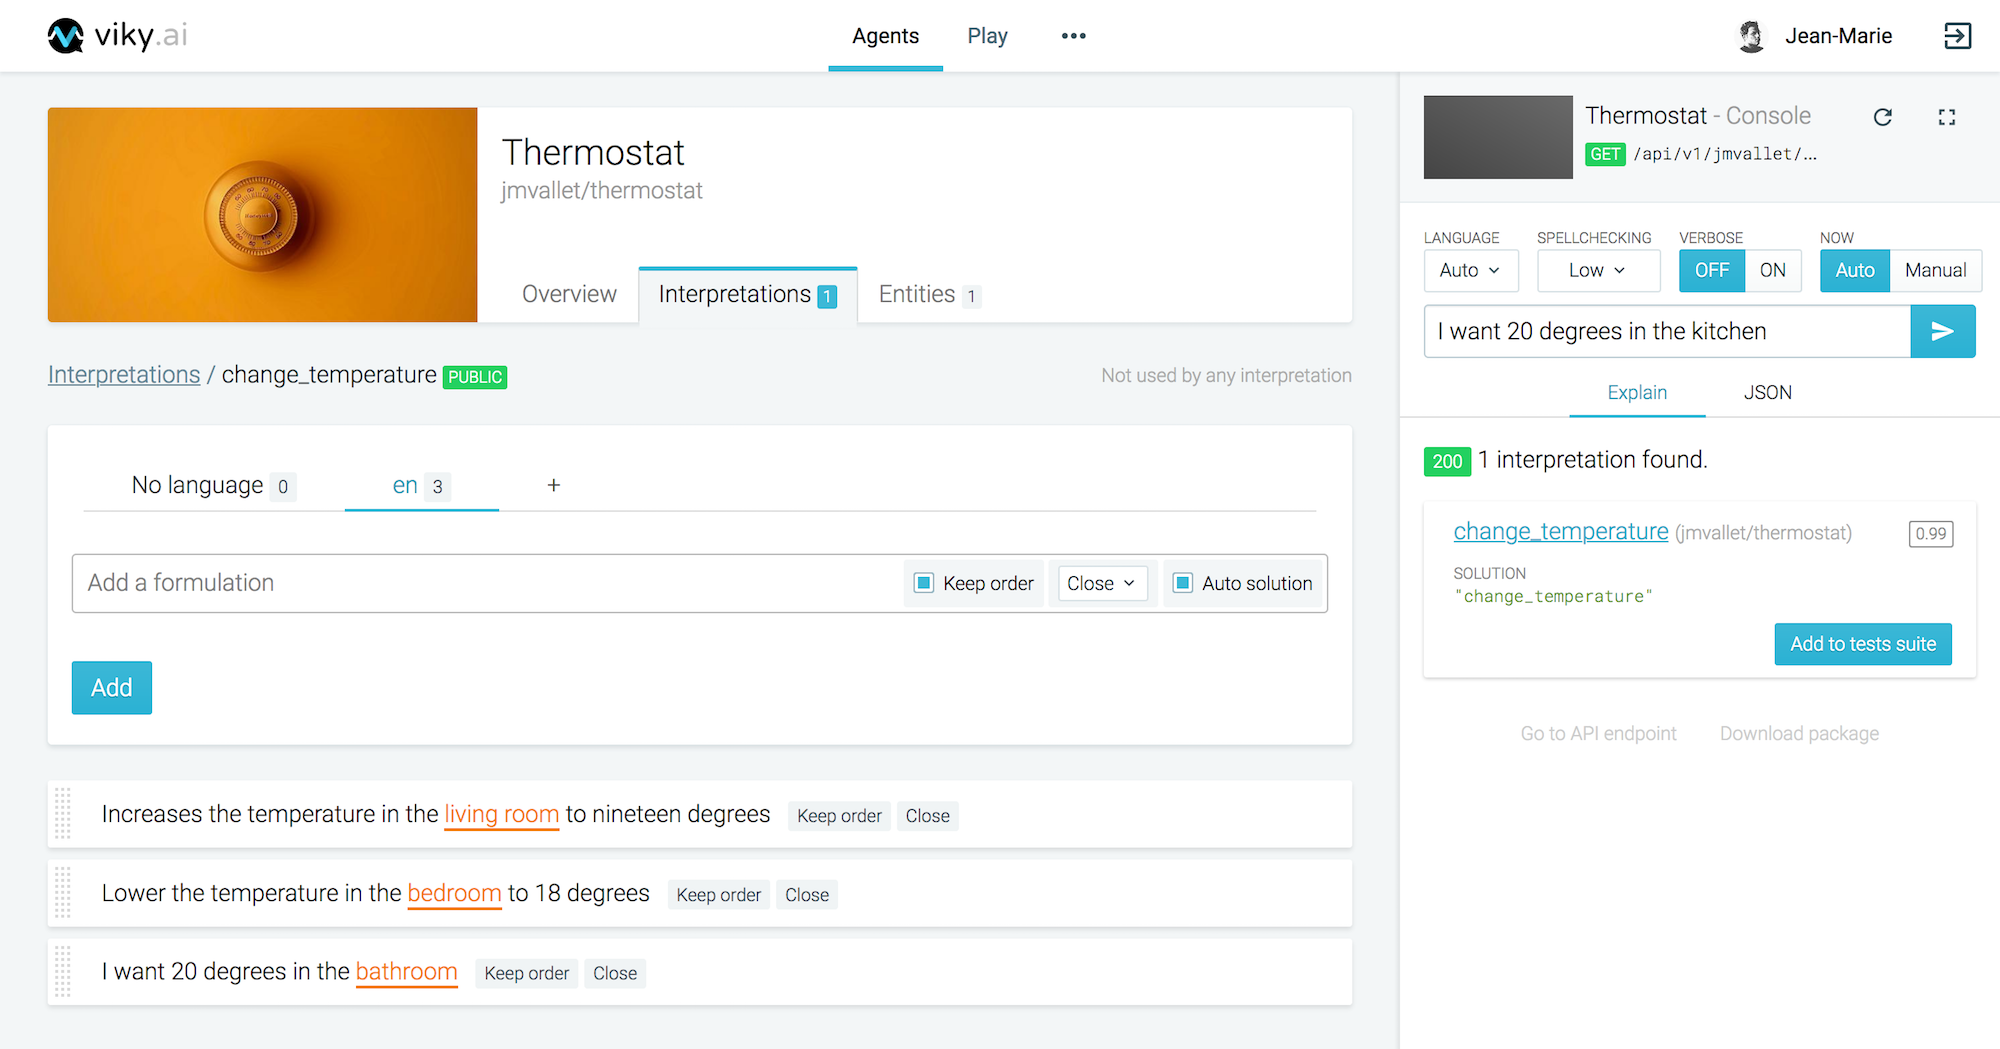 viky.ai
Agents
Play
•••
Jean-Marie
Thermostat
jmvallet/thermostat
Overview
Interpretations 1
Entities 1
Interpretations / change_temperature PUBLIC
Not used by any interpretation
No language 0
en 3
+
Add a formulation
Keep order
Close
Auto solution
Add
Increases the temperature in the living room to nineteen degrees Keep order Close
Lower the temperature in the bedroom to 18 degrees Keep order Close
I want 20 degrees in the bathroom Keep order Close
Thermostat - Console
GET /api/v1/jmvallet/...
LANGUAGE SPELLCHECKING VERBOSE NOW
Auto Low OFF ON Auto Manual
I want 20 degrees in the kitchen
Explain JSON
200 1 interpretation found.
change_temperature (jmvallet/thermostat) 0.99
SOLUTION
"change_temperature"
Add to tests suite
Go to API endpoint Download package